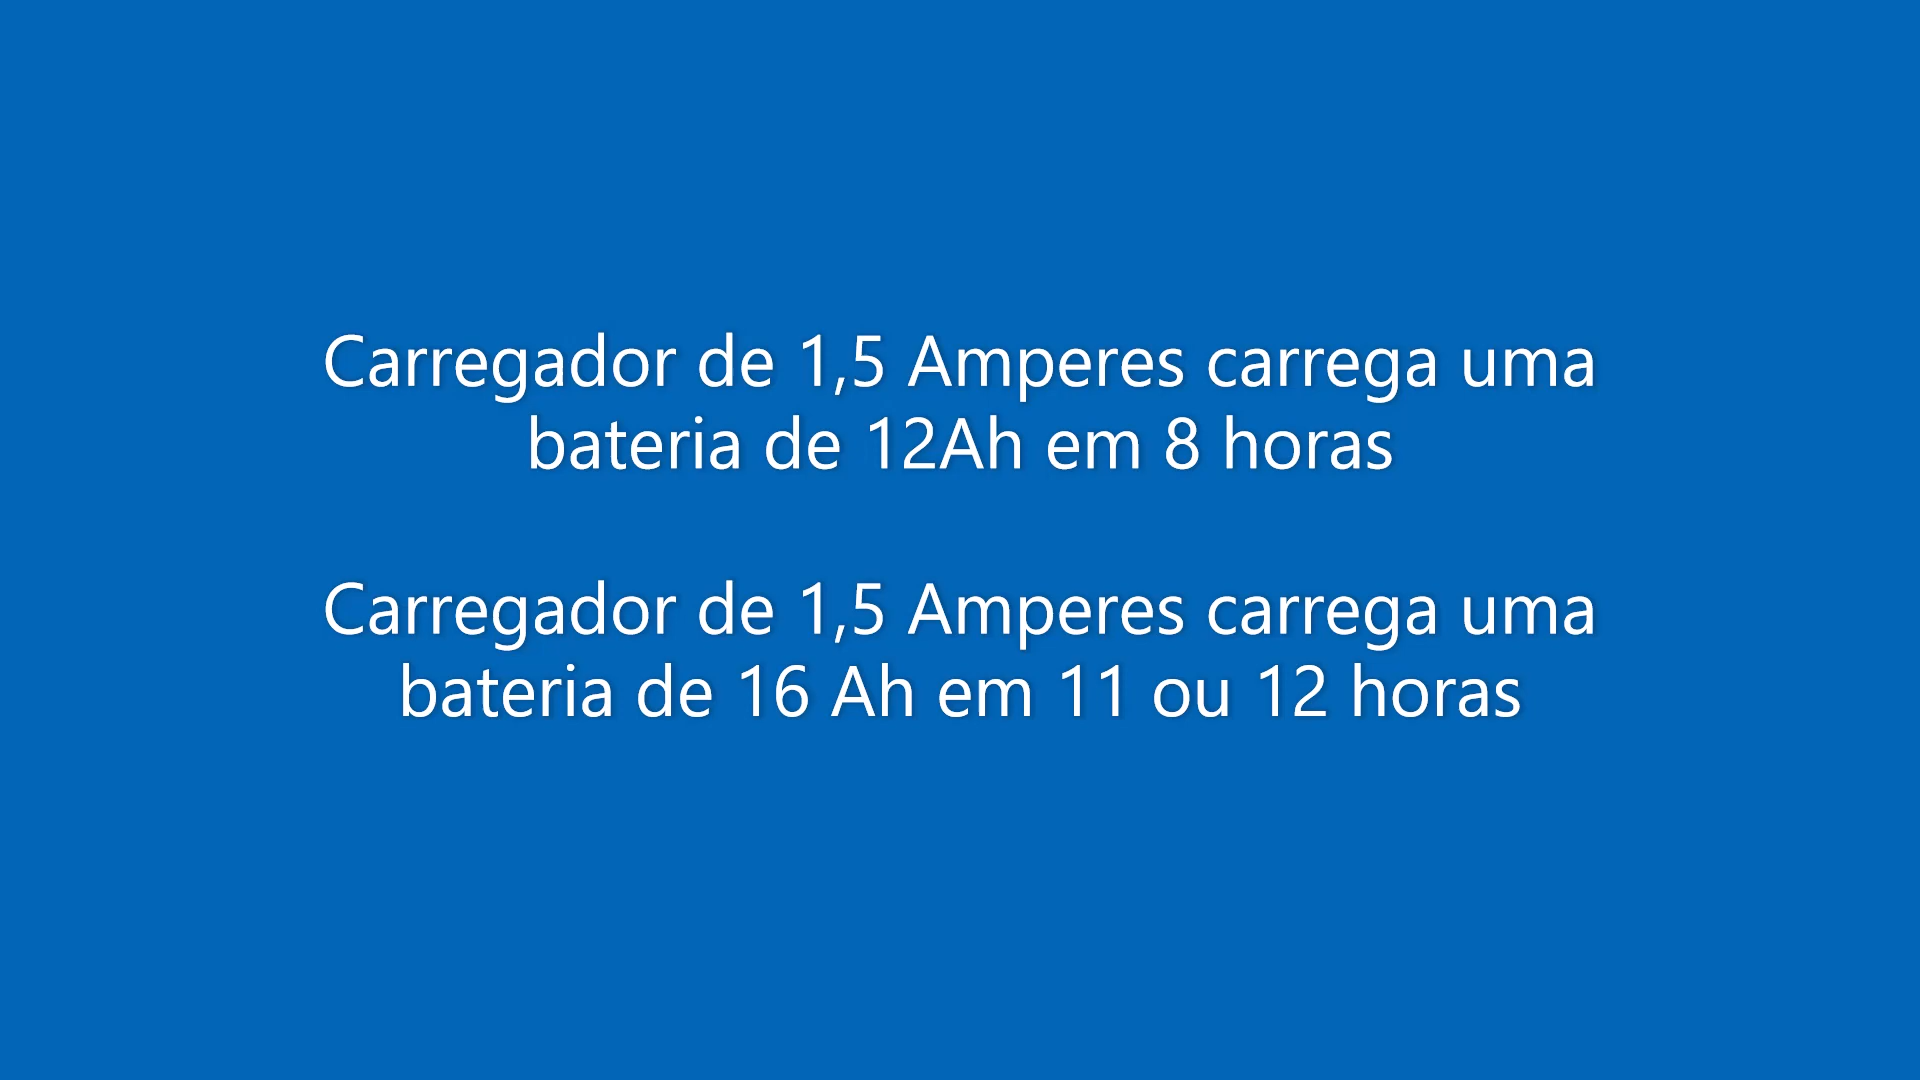 Carregador de 1,5 Amperes carrega uma
bateria de 12Ah em 8 horas
Carregador de 1,5 Amperes carrega uma
bateria de 16 Ah em 11 ou 12 horas